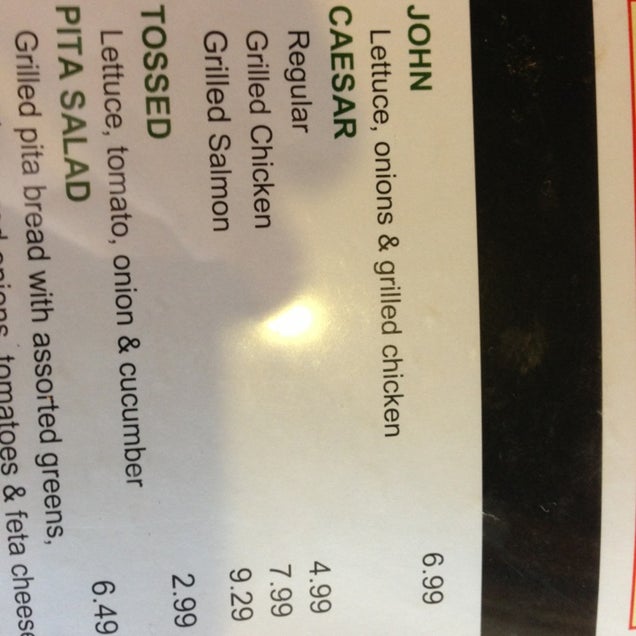 JOHN 6.99
Lettuce, onions & grilled chicken
CAESAR
Regular 4.99
Grilled Chicken 7.99
Grilled Salmon 9.29
TOSSED 2.99
Lettuce, tomato, onion & cucumber
PITA SALAD 6.49
Grilled pita bread with assorted greens,
onions, tomatoes & feta cheese